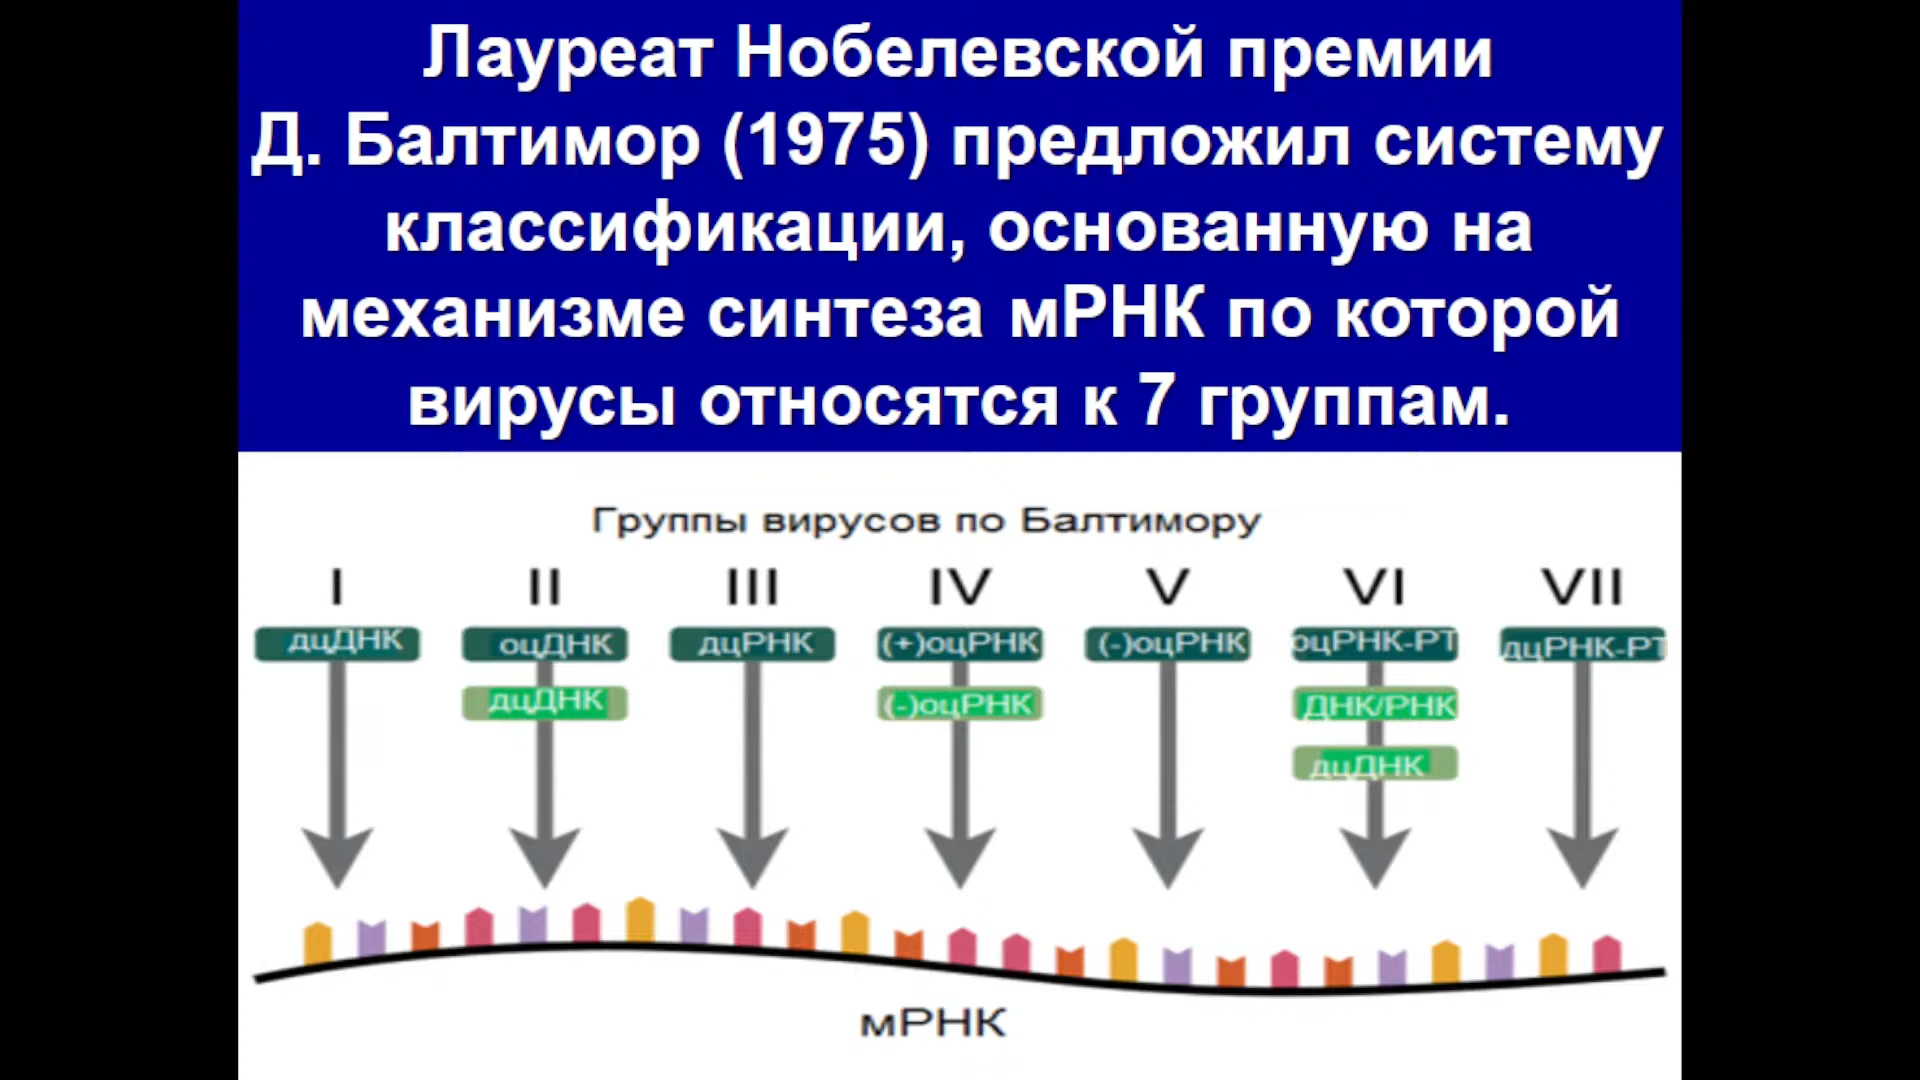 Лауреат Нобелевской премии
Д. Балтимор (1975) предложил систему
классификации, основанную на
механизме синтеза мРНК по которой
вирусы относятся к 7 группам.
Группы вирусов по Балтимору
I II III IV V VI VII
дцДНК оцДНК дцРНК (+)оцРНК (-)оцРНК оцРНК-РТ дцРНК-РТ
дцДНК (-)оцРНК ДНК/РНК
дцДНК
мРНК